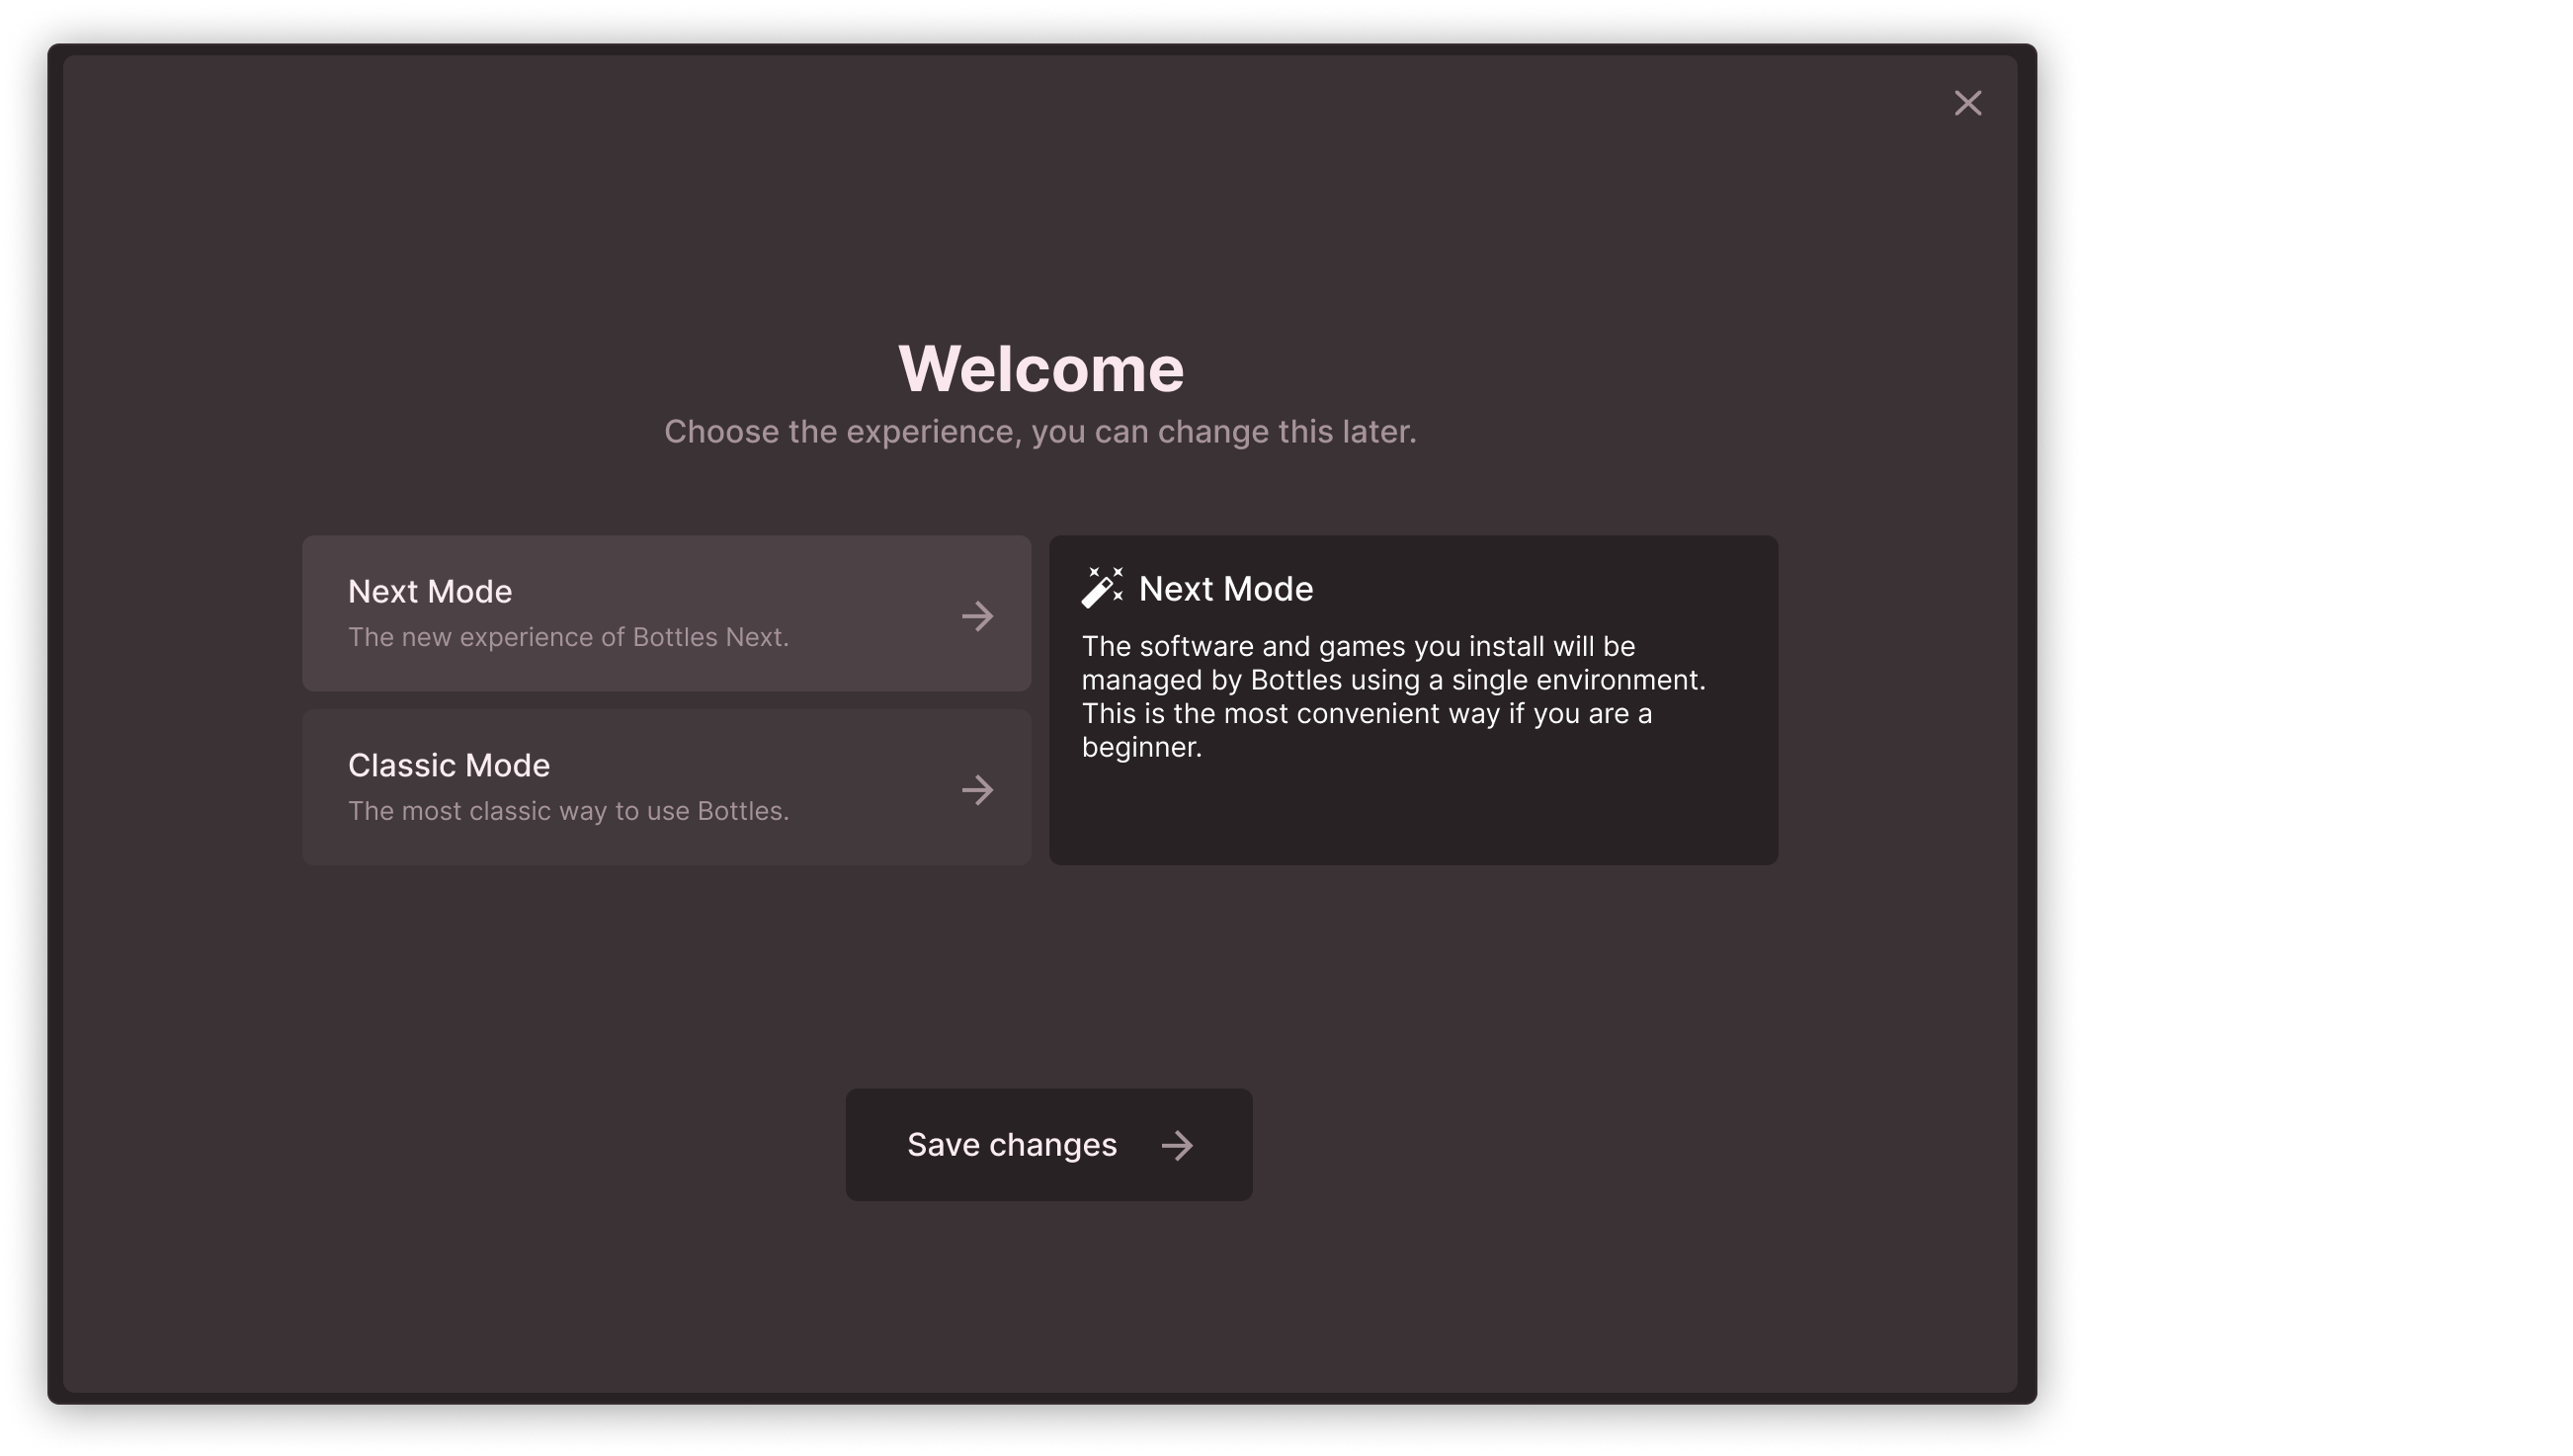 Welcome
Choose the experience, you can change this later.
Next Mode
The new experience of Bottles Next.
Classic Mode
The most classic way to use Bottles.
Next Mode
The software and games you install will be
managed by Bottles using a single environment.
This is the most convenient way if you are a
beginner.
Save changes